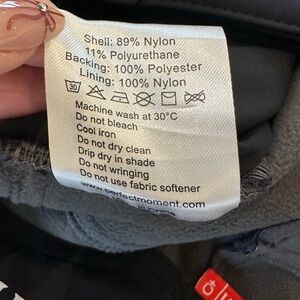 Shell: 89% Nylon
11% Polyurethane
Backing: 100% Polyester
Lining: 100% Nylon
30
Machine wash at 30°C
Do not bleach
Cool iron
Do not dry clean
Drip dry in shade
Do not wringing
Do not use fabric softener
www.perfectmoment.com
China